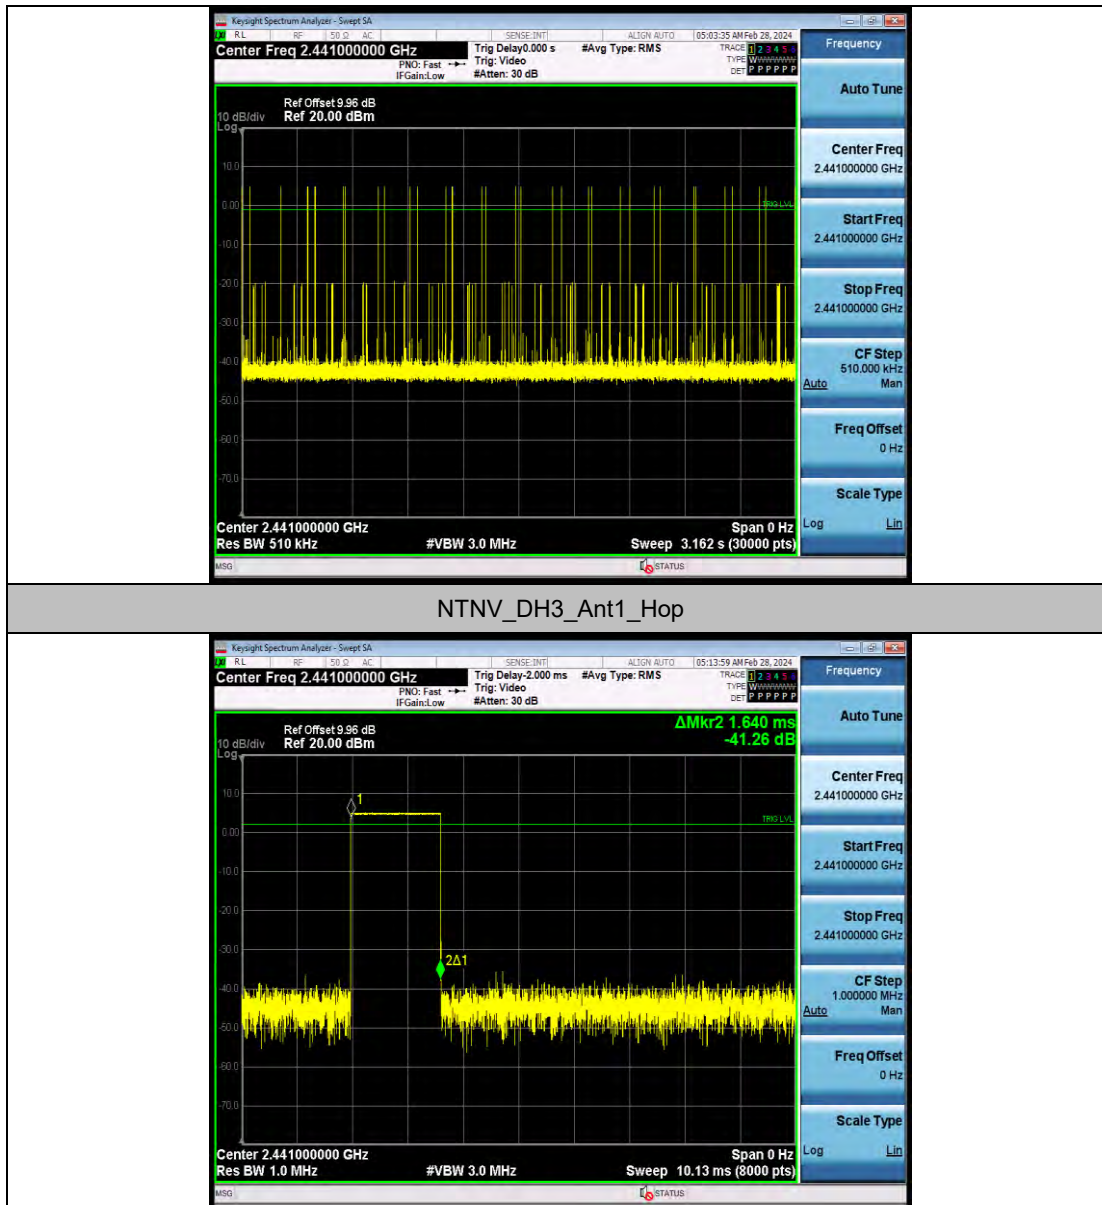 Keysight Spectrum Analyzer - Swept SA
RL RF 50 Ω AC SENSE:INT ALIGN AUTO 05:03:35 AM Feb 28, 2024
Center Freq 2.441000000 GHz
Trig Delay0.000 s #Avg Type: RMS
TRACE 1 2 3 4 5 6
PNO: Fast Trig: Video
TYPE WWWWWW
IFGain:Low #Atten: 30 dB
DET P P P P P P
Ref Offset 9.96 dB
10 dB/div Ref 20.00 dBm
Log
10.0
0.00
TRIG LVL
-10.0
-20.0
-30.0
-40.0
-50.0
-60.0
-70.0
Center 2.441000000 GHz Span 0 Hz
Res BW 510 kHz #VBW 3.0 MHz Sweep 3.162 s (30000 pts)
MSG STATUS
Frequency
Auto Tune
Center Freq
2.441000000 GHz
Start Freq
2.441000000 GHz
Stop Freq
2.441000000 GHz
CF Step
510.000 kHz
Auto Man
Freq Offset
0 Hz
Scale Type
Log Lin
NTNV_DH3_Ant1_Hop
Keysight Spectrum Analyzer - Swept SA
RL RF 50 Ω AC SENSE:INT ALIGN AUTO 05:13:59 AM Feb 28, 2024
Center Freq 2.441000000 GHz
Trig Delay-2.000 ms #Avg Type: RMS
TRACE 1 2 3 4 5 6
PNO: Fast Trig: Video
TYPE WWWWWW
IFGain:Low #Atten: 30 dB
DET P P P P P P
ΔMkr2 1.640 ms
-41.26 dB
Ref Offset 9.96 dB
10 dB/div Ref 20.00 dBm
Log
10.0
1
0.00
TRIG LVL
-10.0
-20.0
-30.0
2Δ1
-40.0
-50.0
-60.0
-70.0
Center 2.441000000 GHz Span 0 Hz
Res BW 1.0 MHz #VBW 3.0 MHz Sweep 10.13 ms (8000 pts)
MSG STATUS
Frequency
Auto Tune
Center Freq
2.441000000 GHz
Start Freq
2.441000000 GHz
Stop Freq
2.441000000 GHz
CF Step
1.000000 MHz
Auto Man
Freq Offset
0 Hz
Scale Type
Log Lin